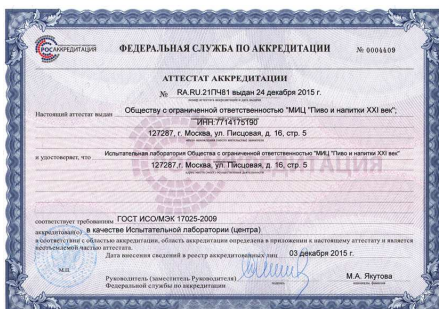 РОСАККРЕДИТАЦИЯ
ФЕДЕРАЛЬНАЯ СЛУЖБА ПО АККРЕДИТАЦИИ № 0004409
АТТЕСТАТ АККРЕДИТАЦИИ
№ RA.RU.21ПЧ81 выдан 24 декабря 2015 г.
Настоящий аттестат выдан Обществу с ограниченной ответственностью "МИЦ "Пиво и напитки XXI век";
ИНН:7714175190
127287, г. Москва, ул. Писцовая, д. 16, стр. 5
и удостоверяет, что Испытательная лаборатория Общества с ограниченной ответственностью "МИЦ "Пиво и напитки XXI век"
127287, г. Москва, ул. Писцовая, д. 16, стр. 5
соответствует требованиям ГОСТ ИСО/МЭК 17025-2009
аккредитован(о) в качестве Испытательной лаборатории (центра)
в соответствии с областью аккредитации, область аккредитации определена в приложении к настоящему аттестату и является
неотъемлемой частью аттестата.
Дата внесения сведений в реестр аккредитованных лиц 03 декабря 2015 г.
М.П.
Руководитель (заместитель Руководителя) М.А. Якутова
Федеральной службы по аккредитации